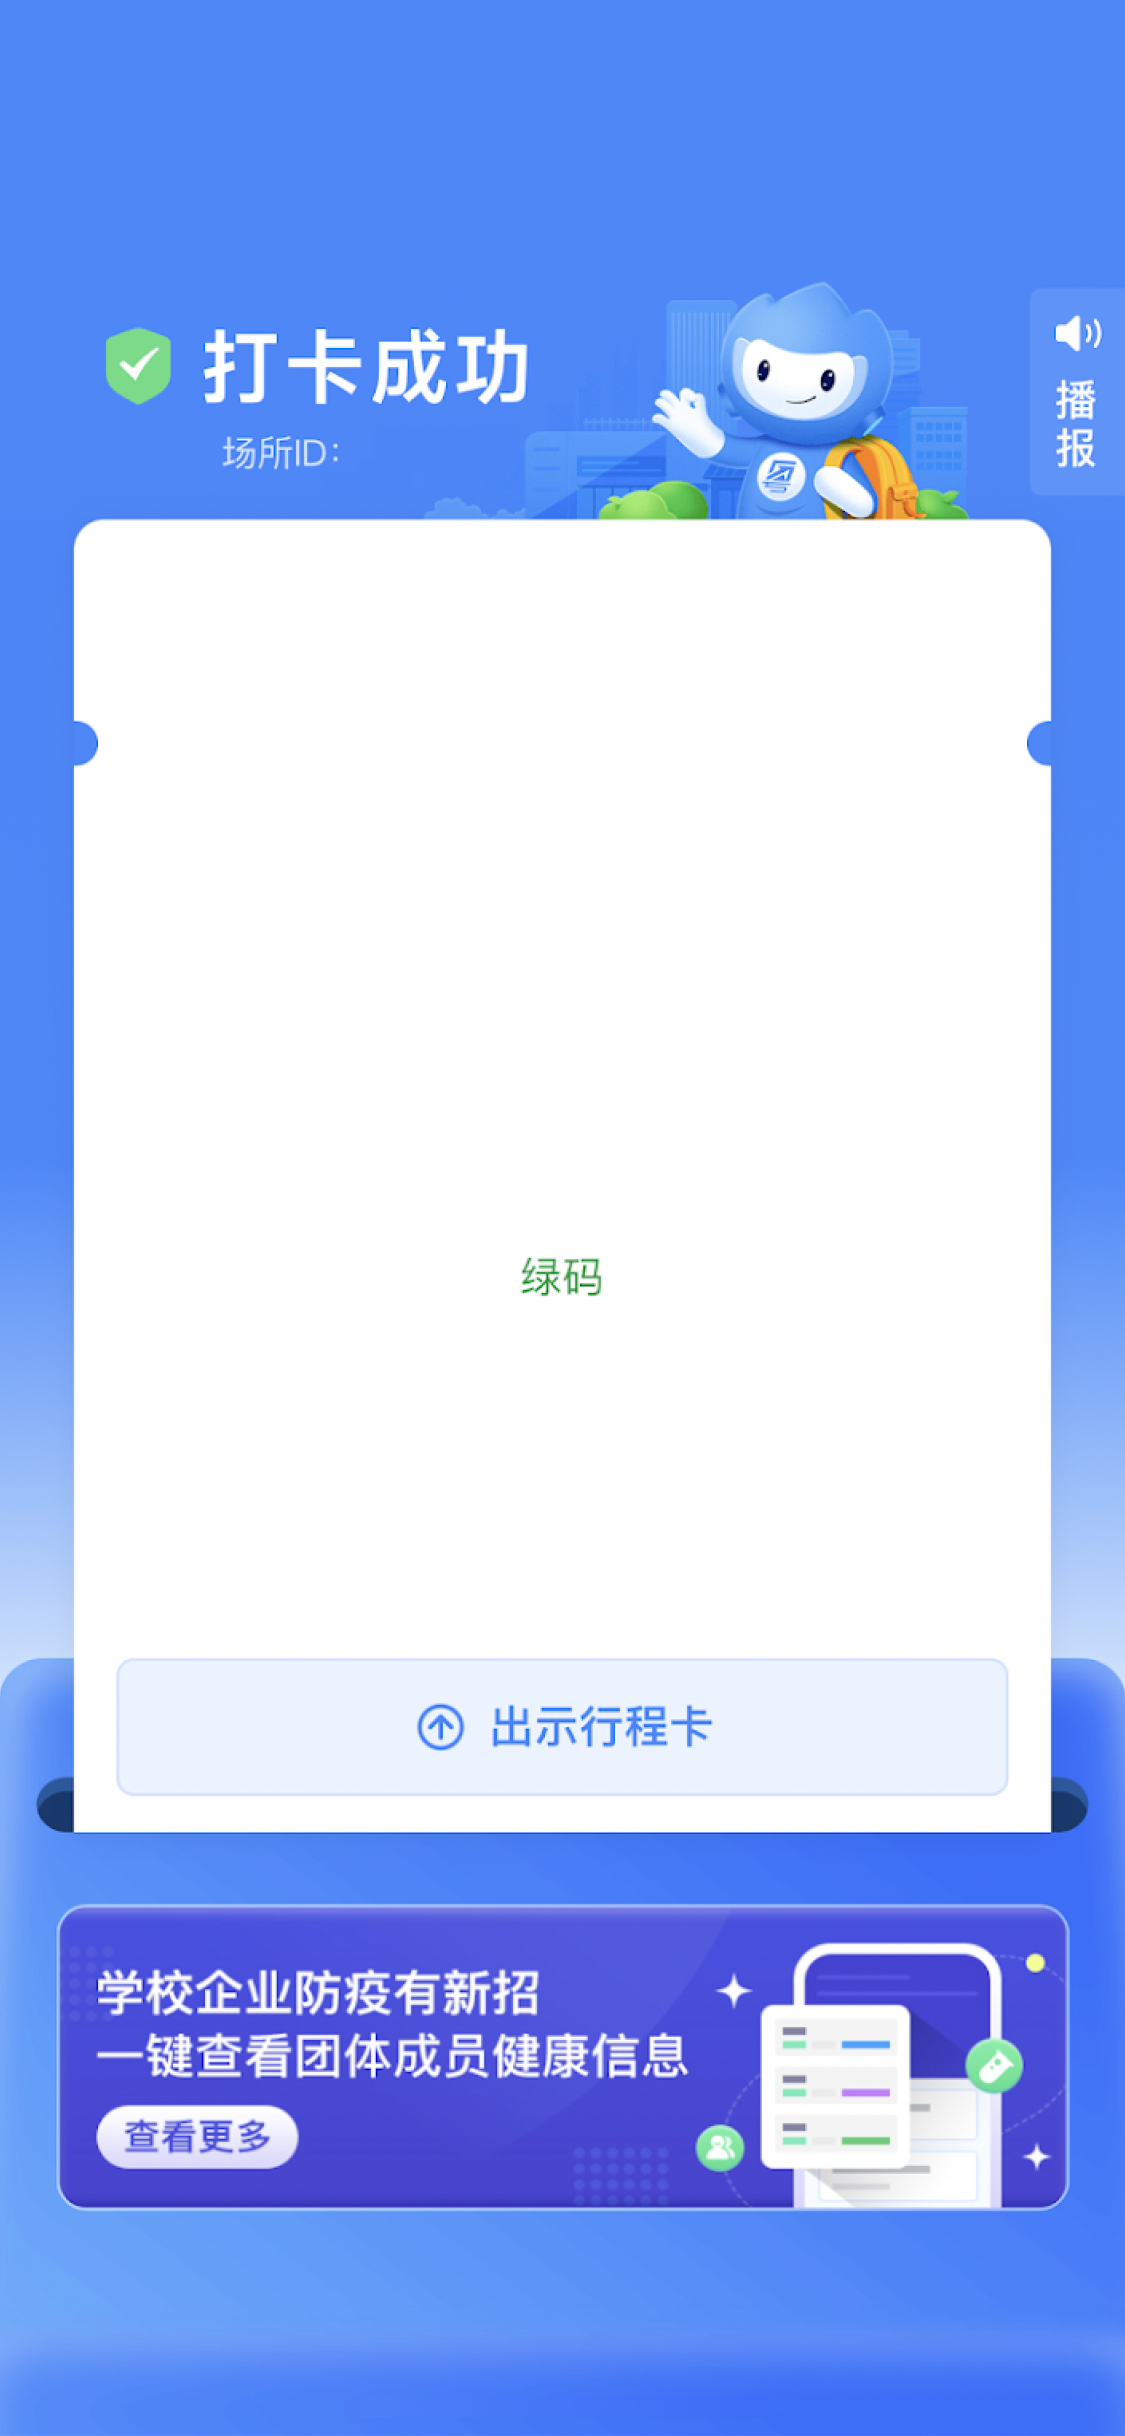 打卡成功
场所ID:
播报
绿码
出示行程卡
学校企业防疫有新招
一键查看团体成员健康信息
查看更多